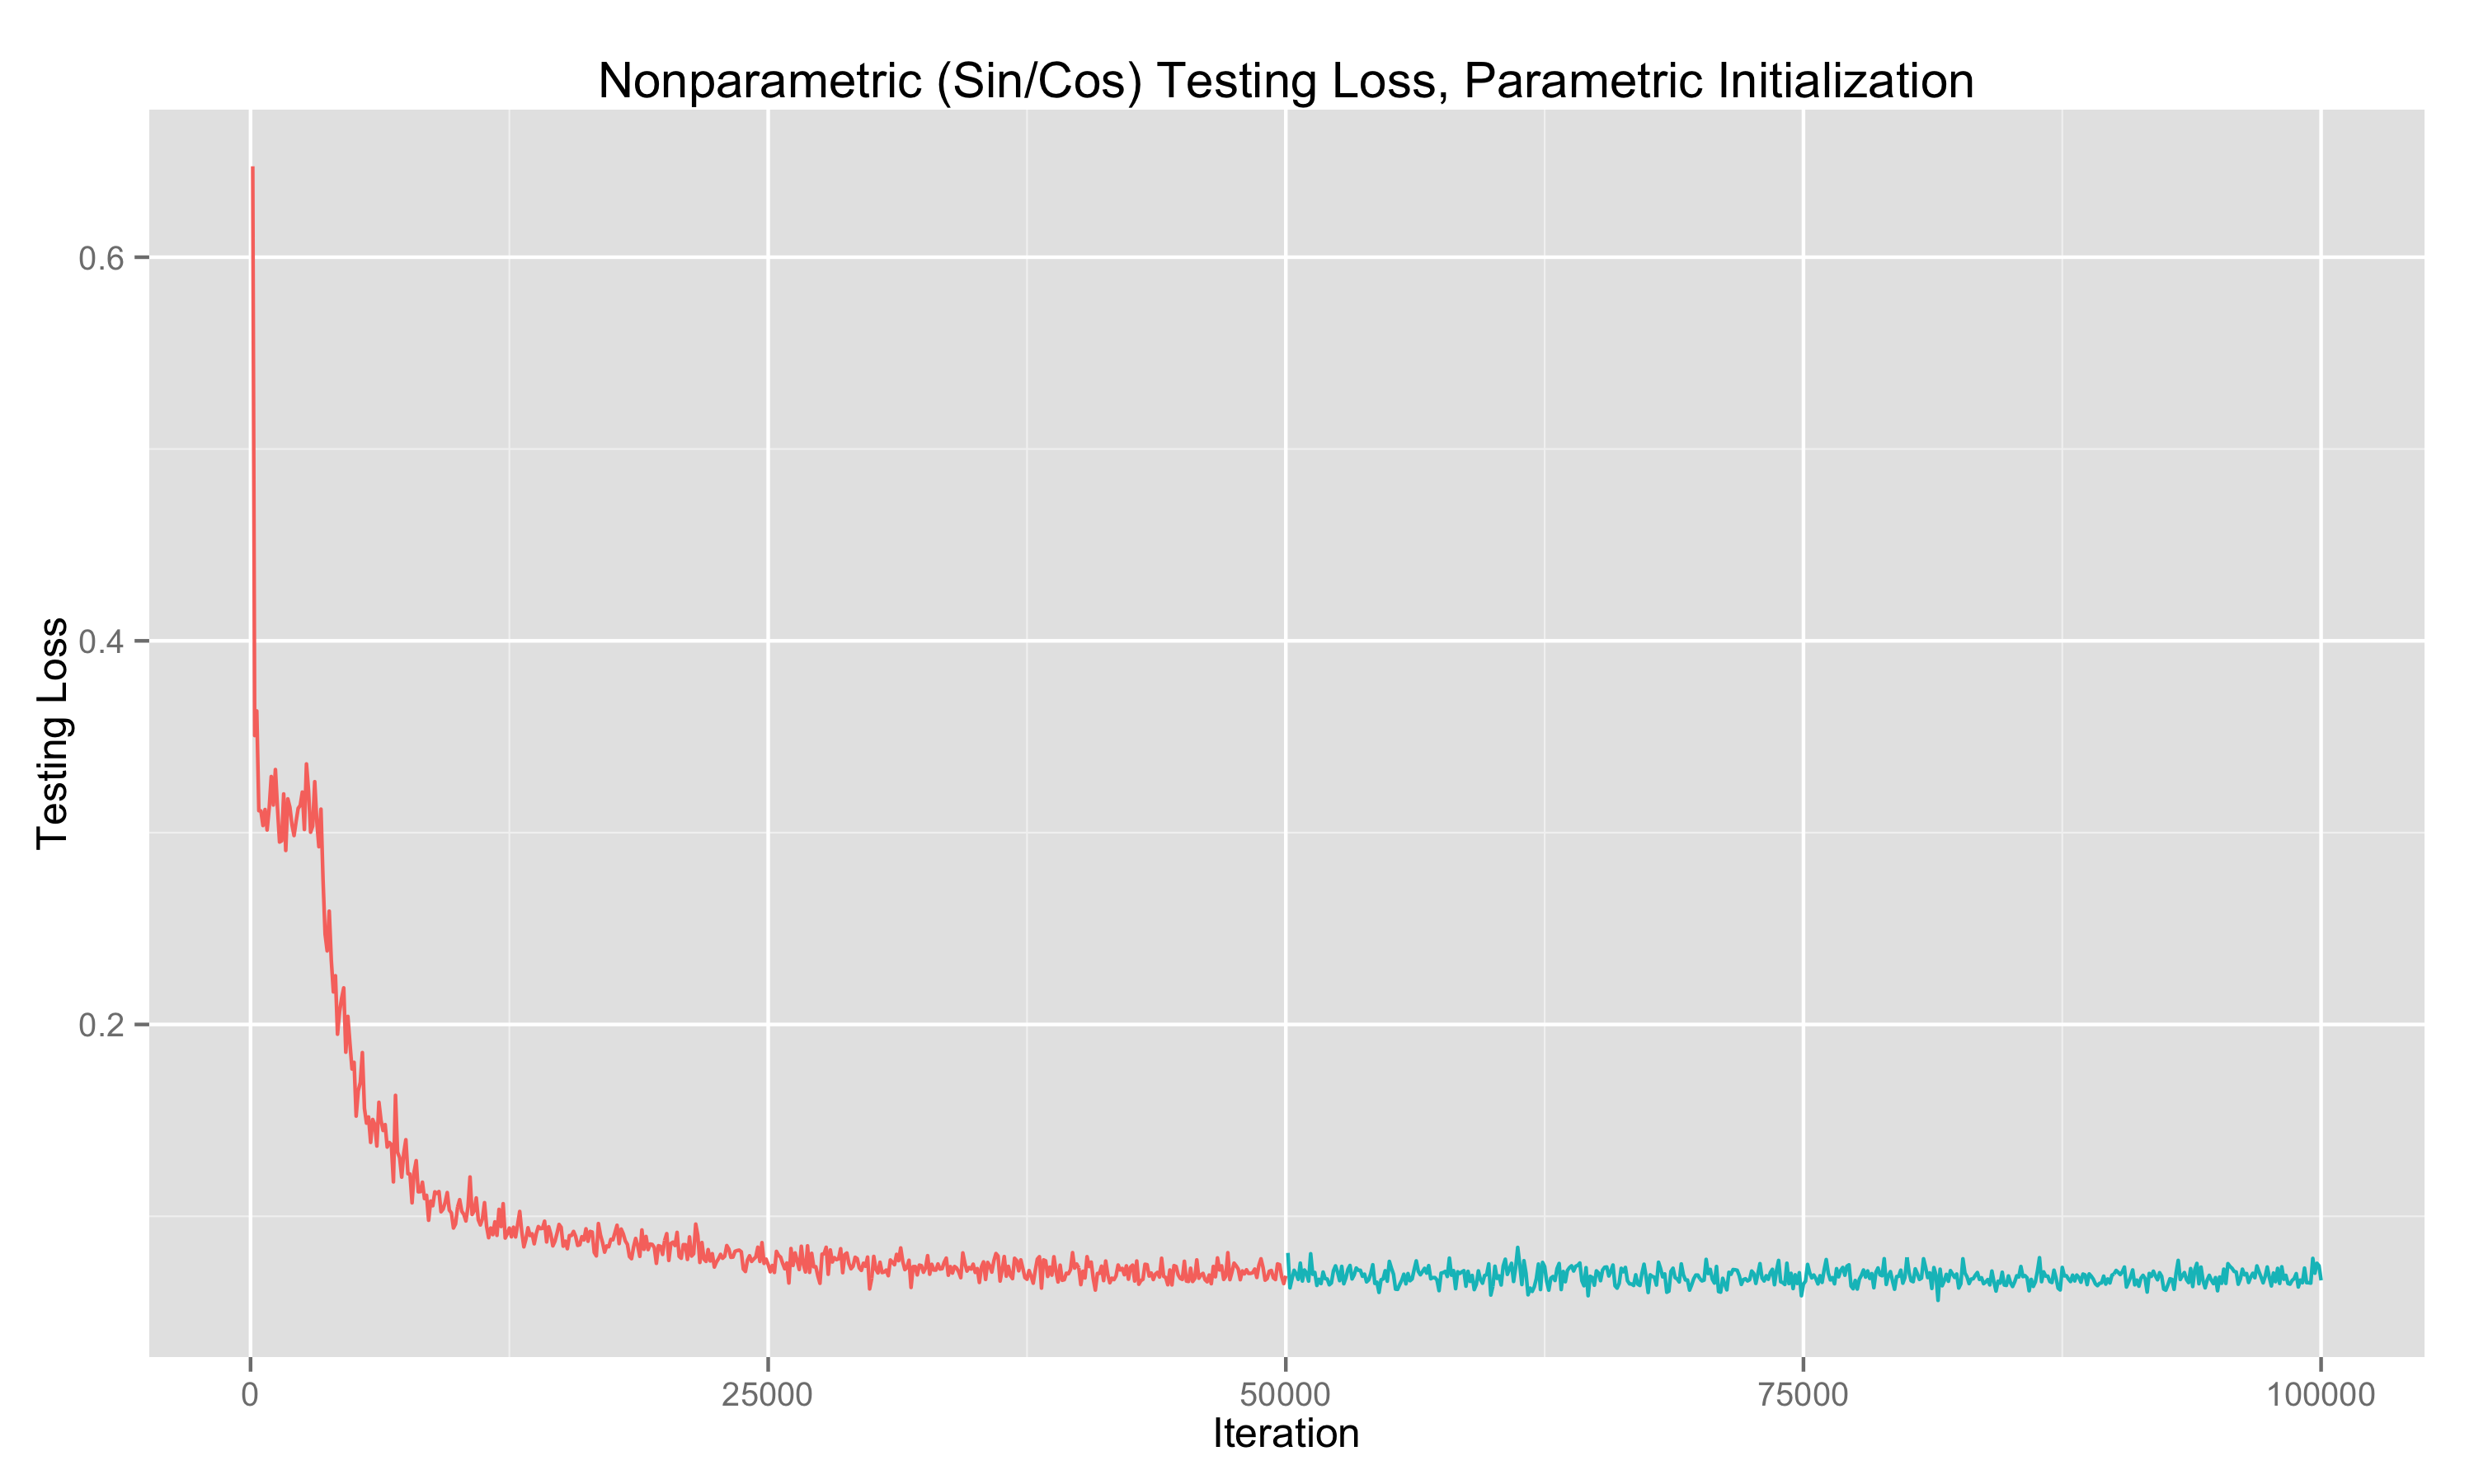 Nonparametric (Sin/Cos) Testing Loss, Parametric Initialization
Testing Loss
0.6
0.4
0.2
0
25000
50000
75000
100000
Iteration